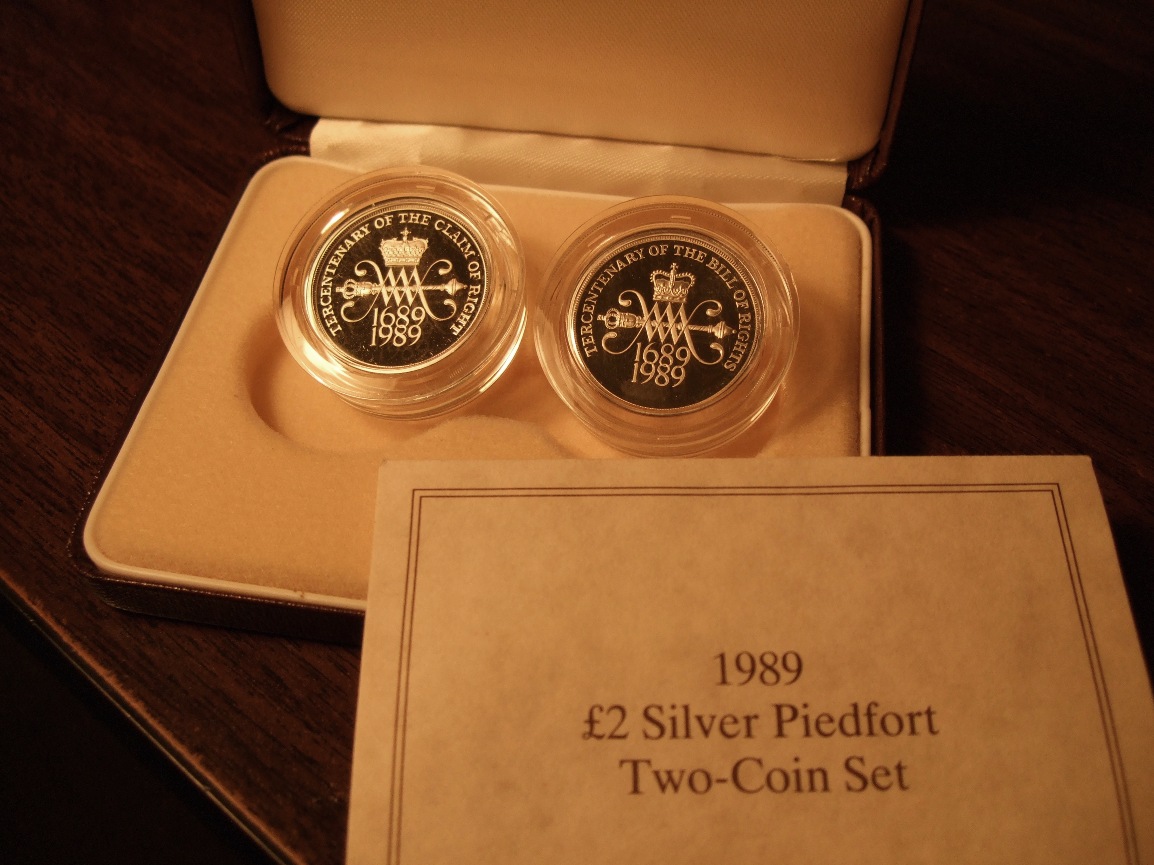 TERCENTENARY OF THE CLAIM OF RIGHT
1689
1989
TERCENTENARY OF THE BILL OF RIGHTS
1689
1989
1989
£2 Silver Piedfort
Two-Coin Set